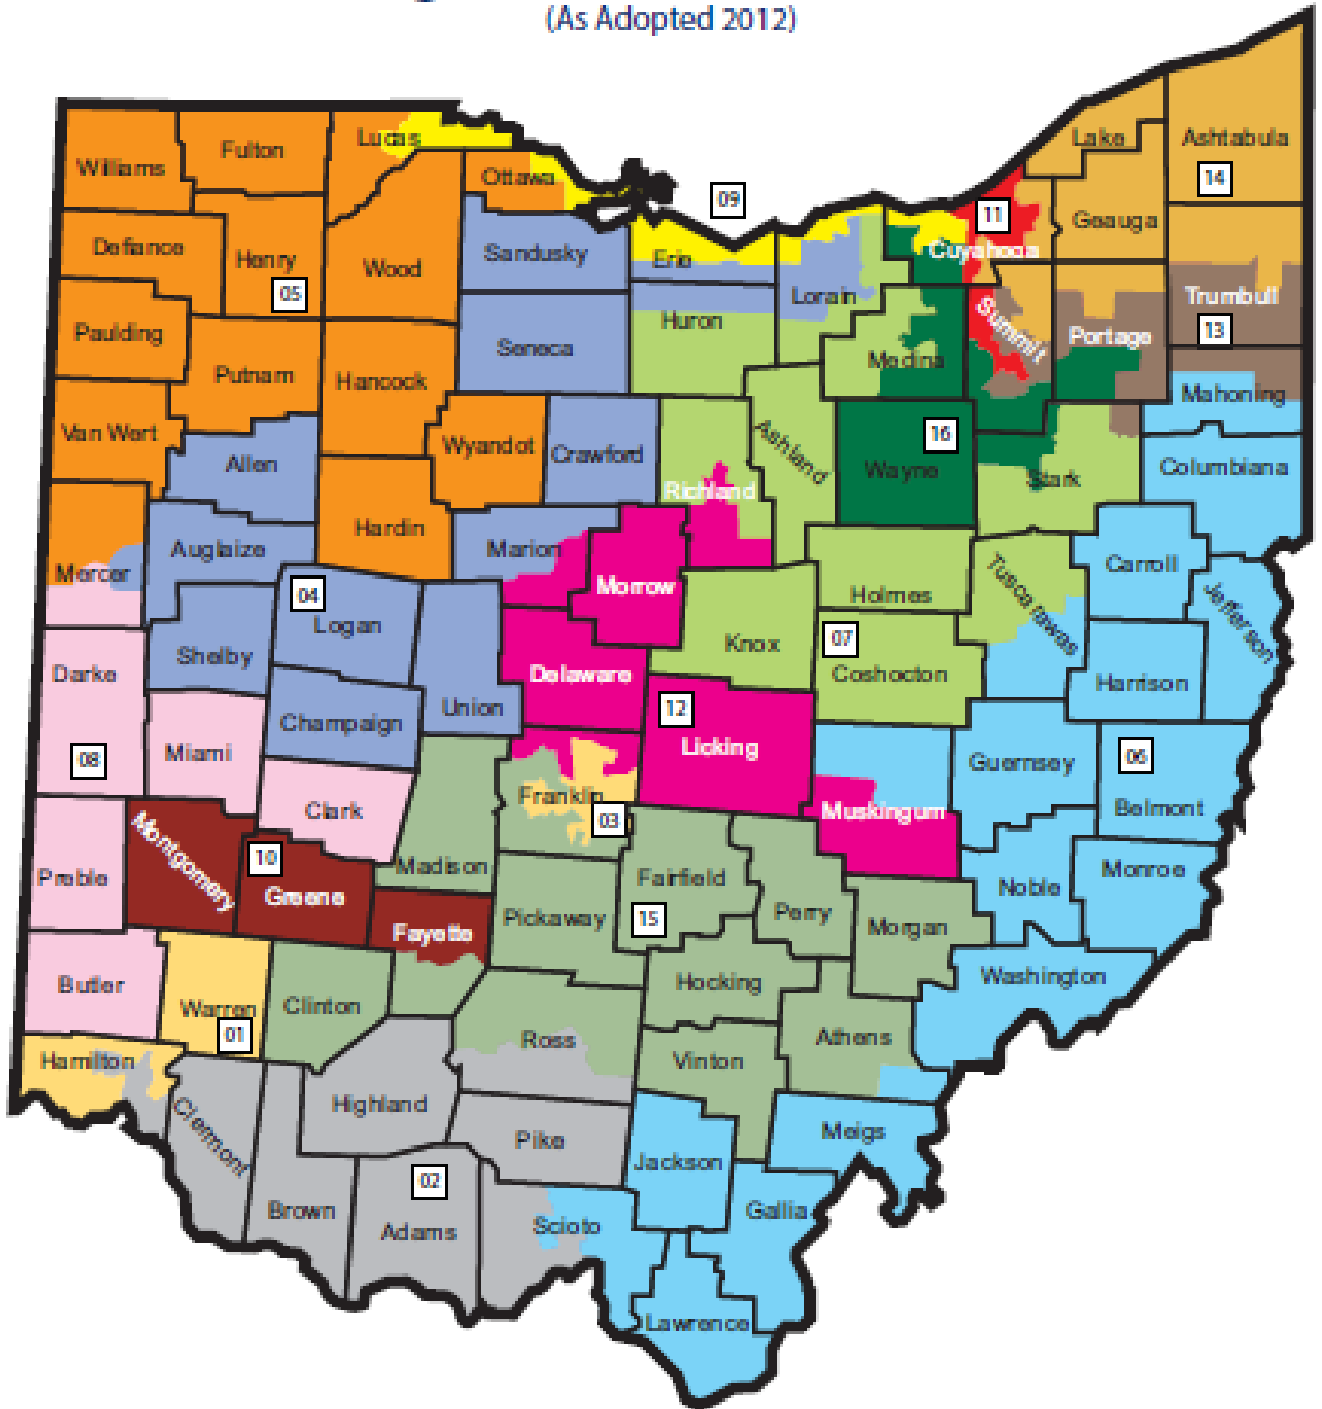 (As Adopted 2012)
Lake
Ashtabula
Lucas
Fulton
Williams
Ottawa
14
09
11
Geauga
Defiance
Henry
Sandusky
Erie
Cuyahoga
Wood
05
Lorain
Trumbull
Paulding
Huron
Summit
13
Portage
Seneca
Medina
Putnam
Hancock
Mahoning
Van Wert
Wyandot
Crawford
Ashland
16
Allen
Wayne
Columbiana
Richland
Stark
Hardin
Auglaize
Marion
Mercer
Morrow
Holmes
Tuscarawas
Carroll
Jefferson
04
Logan
Knox
07
Shelby
Darke
Delaware
Coshocton
Harrison
Union
12
Champaign
Licking
Miami
08
Guernsey
06
Franklin
Clark
03
Muskingum
Belmont
Montgomery
10
Madison
Monroe
Preble
Greene
Fairfield
Noble
Pickaway
15
Perry
Fayette
Morgan
Washington
Butler
Hocking
Warren
Clinton
01
Ross
Athens
Hamilton
Vinton
Clermont
Highland
Pike
Meigs
Jackson
02
Brown
Adams
Scioto
Gallia
Lawrence